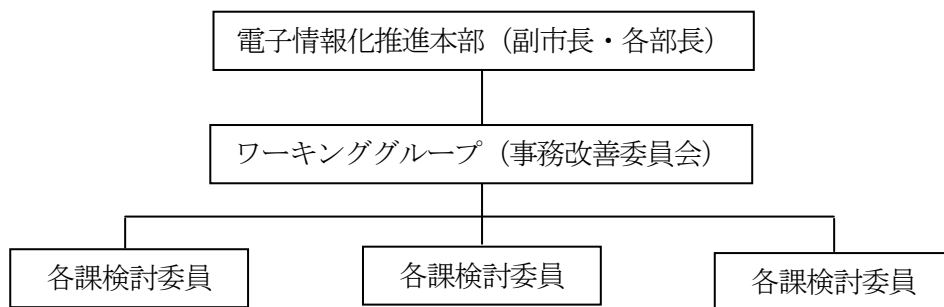 電子情報化推進本部（副市長・各部長）
ワーキンググループ（事務改善委員会）
各課検討委員
各課検討委員
各課検討委員